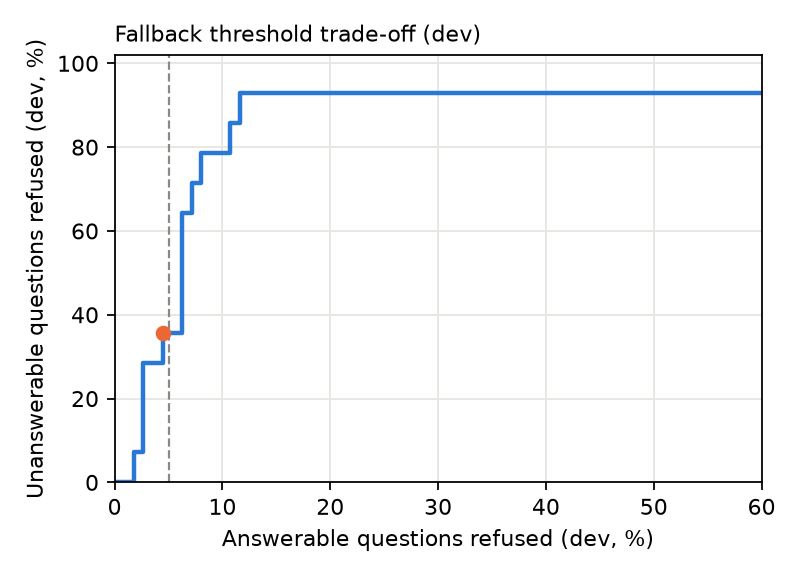 Fallback threshold trade-off (dev)
Unanswerable questions refused (dev, %)
100
80
60
40
20
0
0 10 20 30 40 50 60
Answerable questions refused (dev, %)